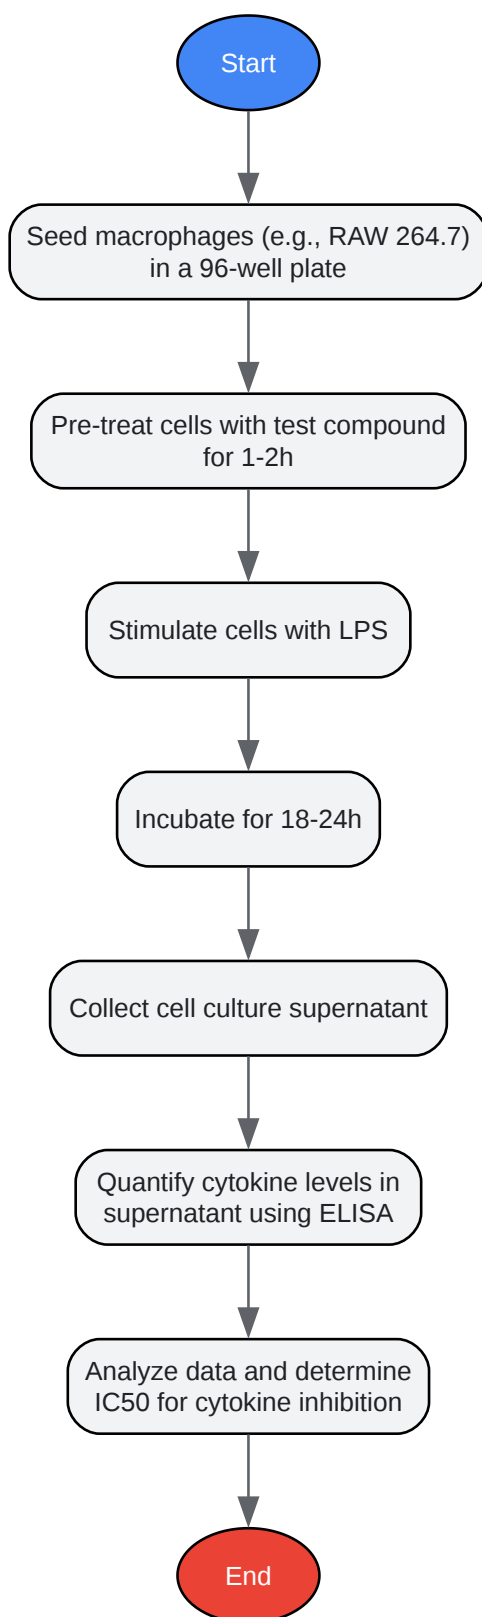 Start
Seed macrophages (e.g., RAW 264.7)
in a 96-well plate
Pre-treat cells with test compound
for 1-2h
Stimulate cells with LPS
Incubate for 18-24h
Collect cell culture supernatant
Quantify cytokine levels in
supernatant using ELISA
Analyze data and determine
IC50 for cytokine inhibition
End